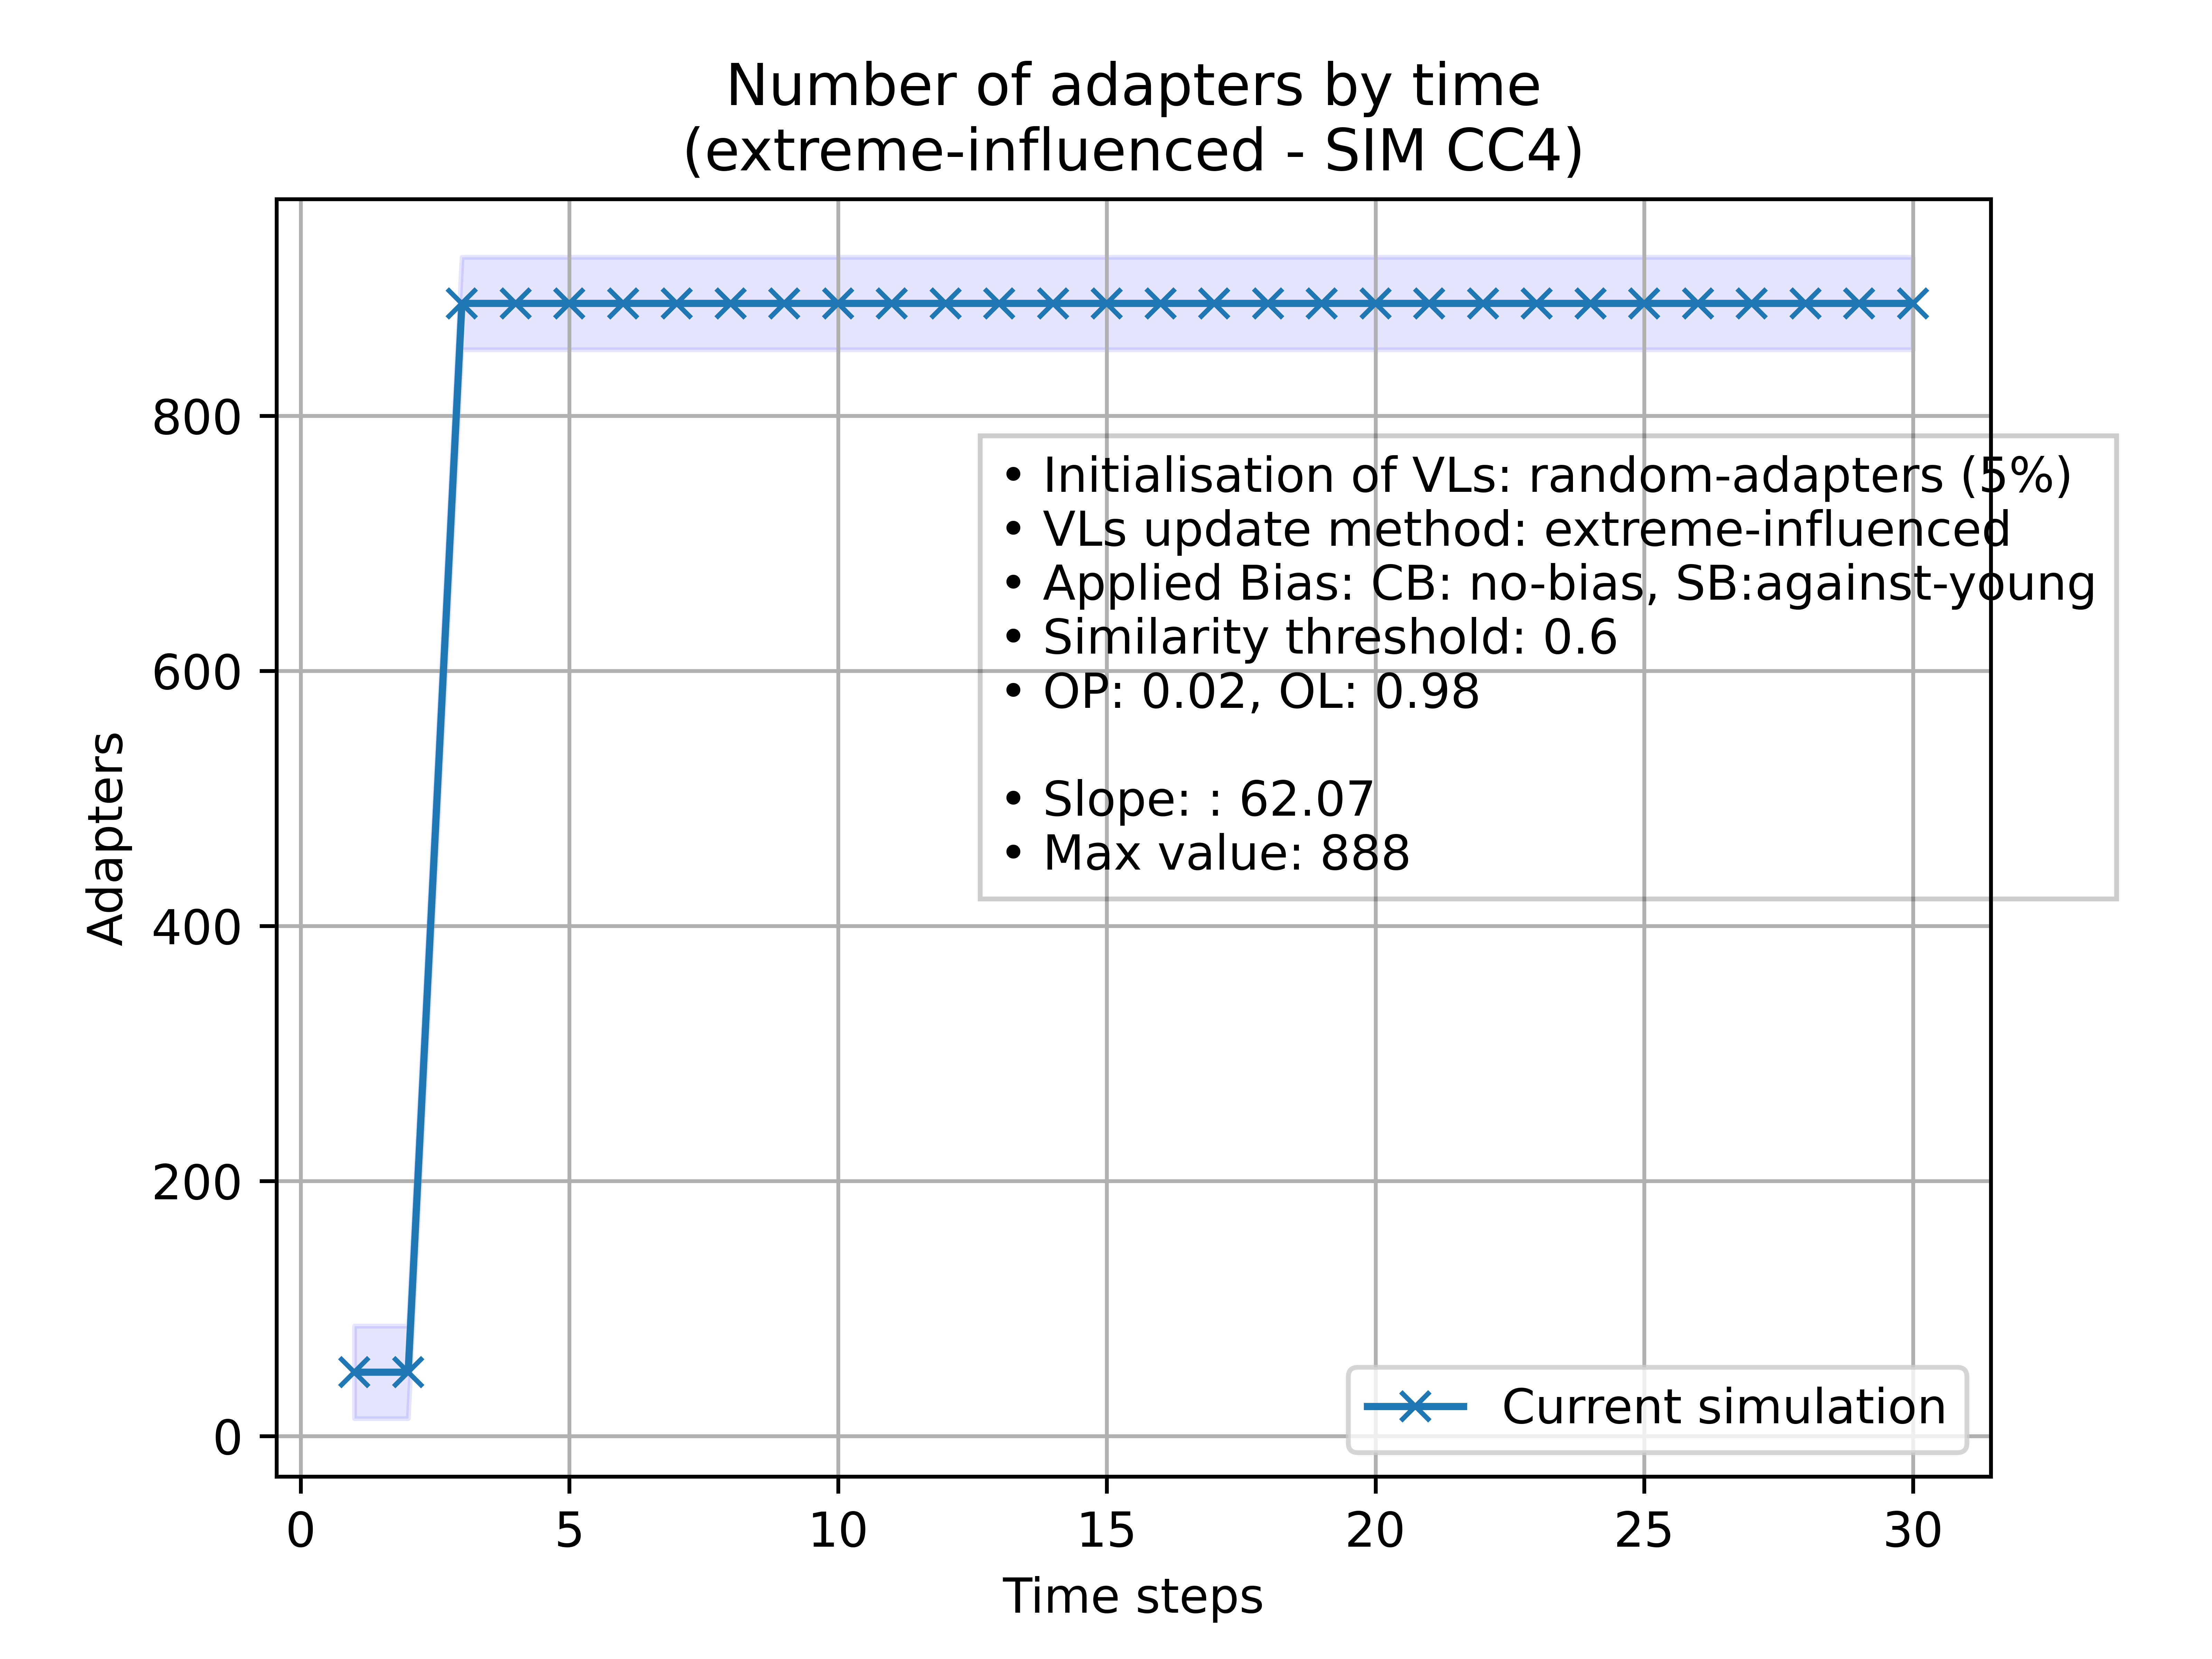 Number of adapters by time
(extreme-influenced - SIM CC4)
800
600
400
200
0
Adapters
• Initialisation of VLs: random-adapters (5%)
• VLs update method: extreme-influenced
• Applied Bias: CB: no-bias, SB:against-young
• Similarity threshold: 0.6
• OP: 0.02, OL: 0.98
• Slope: : 62.07
• Max value: 888
Current simulation
0 5 10 15 20 25 30
Time steps